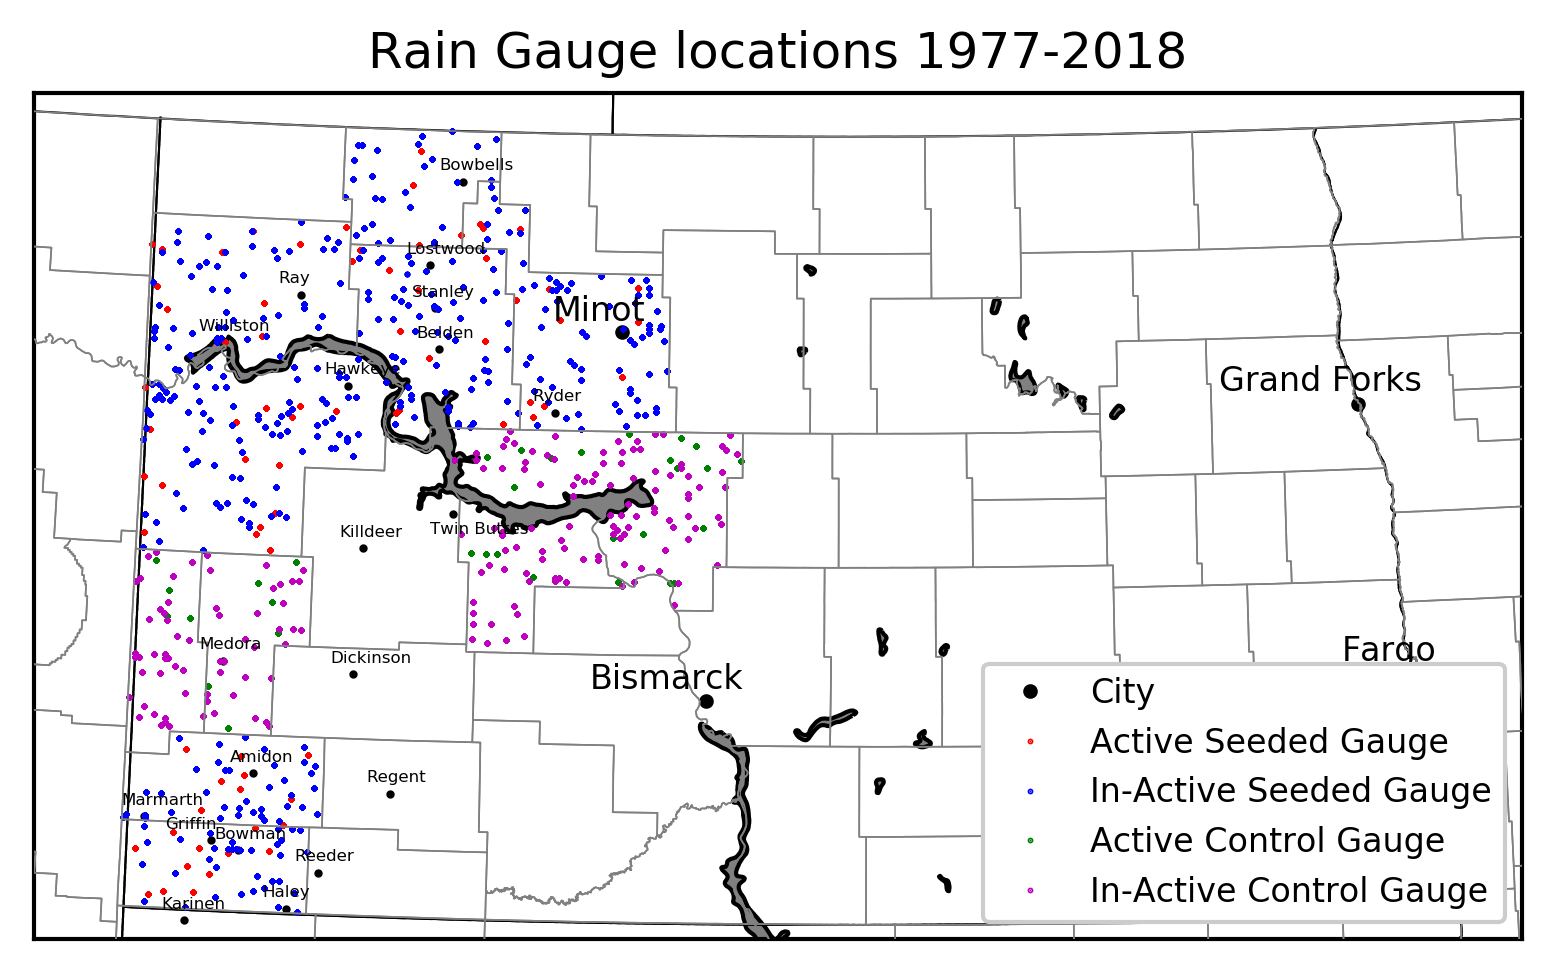 Rain Gauge locations 1977-2018
Bowbells
Lostwood
Ray
Stanley
Minot
Williston
Belden
Hawkeye
Ryder
Grand Forks
Killdeer
Twin Buttes
Medora
Dickinson
Fargo
Bismarck
Amidon
Regent
Marmarth
Griffin
Bowman
Reeder
Haley
Karinen
City
Active Seeded Gauge
In-Active Seeded Gauge
Active Control Gauge
In-Active Control Gauge